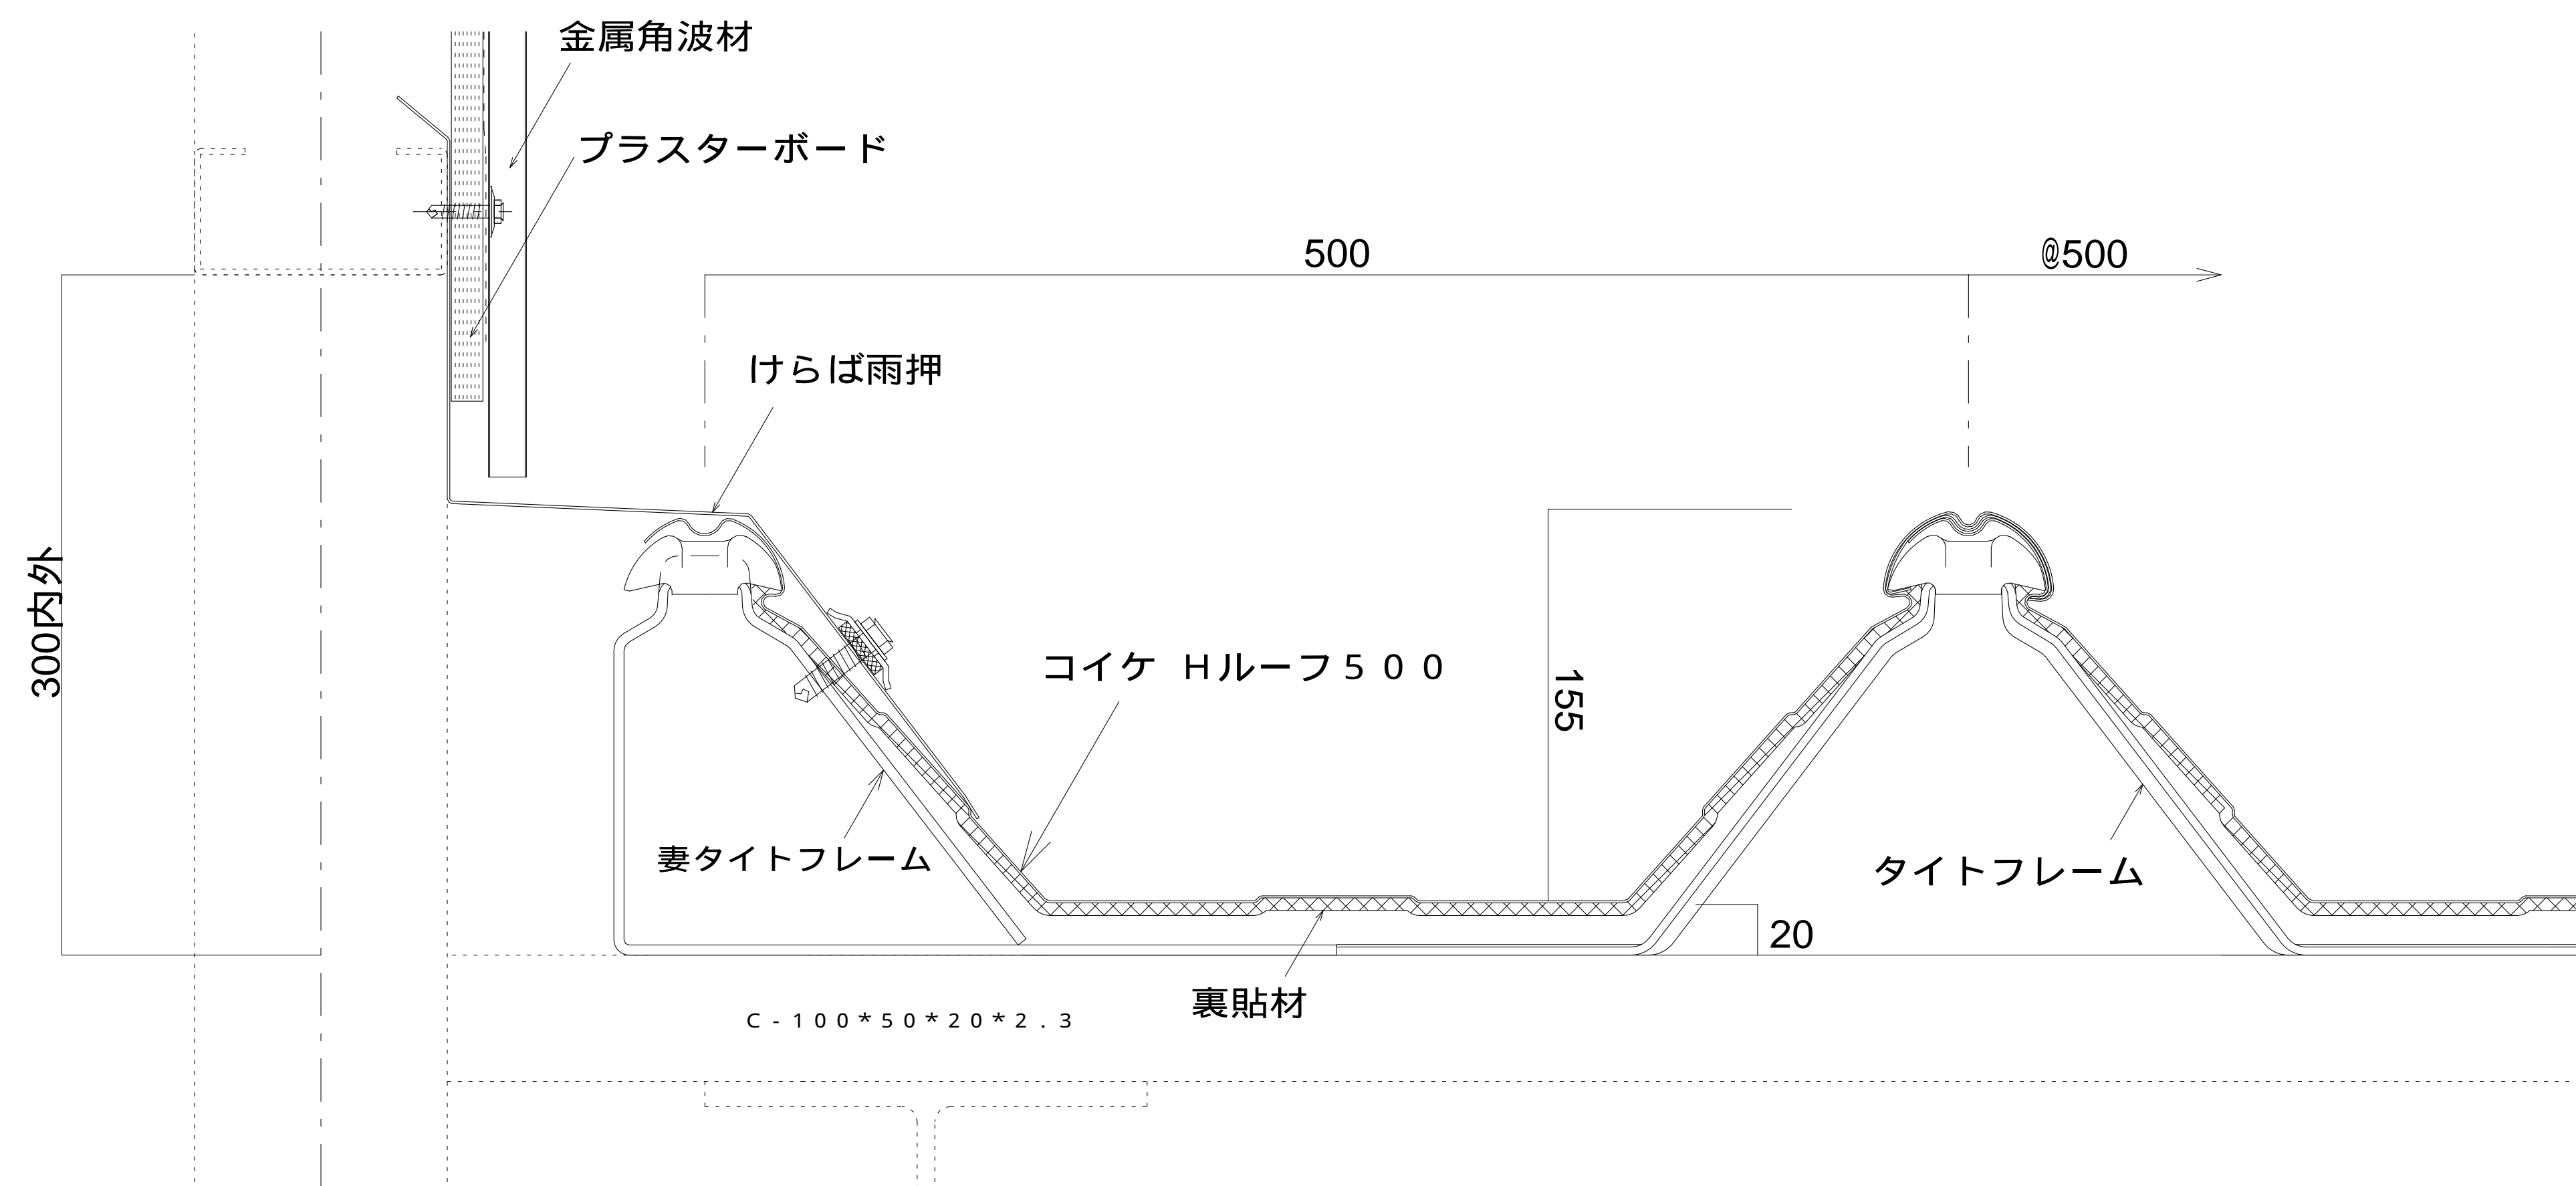 金属角波材
プラスターボード
500
@500
けらば雨押
300内外
コイケ Ｈルーフ５００
155
妻タイトフレーム
タイトフレーム
20
裏貼材
Ｃ-１００*５０*２０*２.３